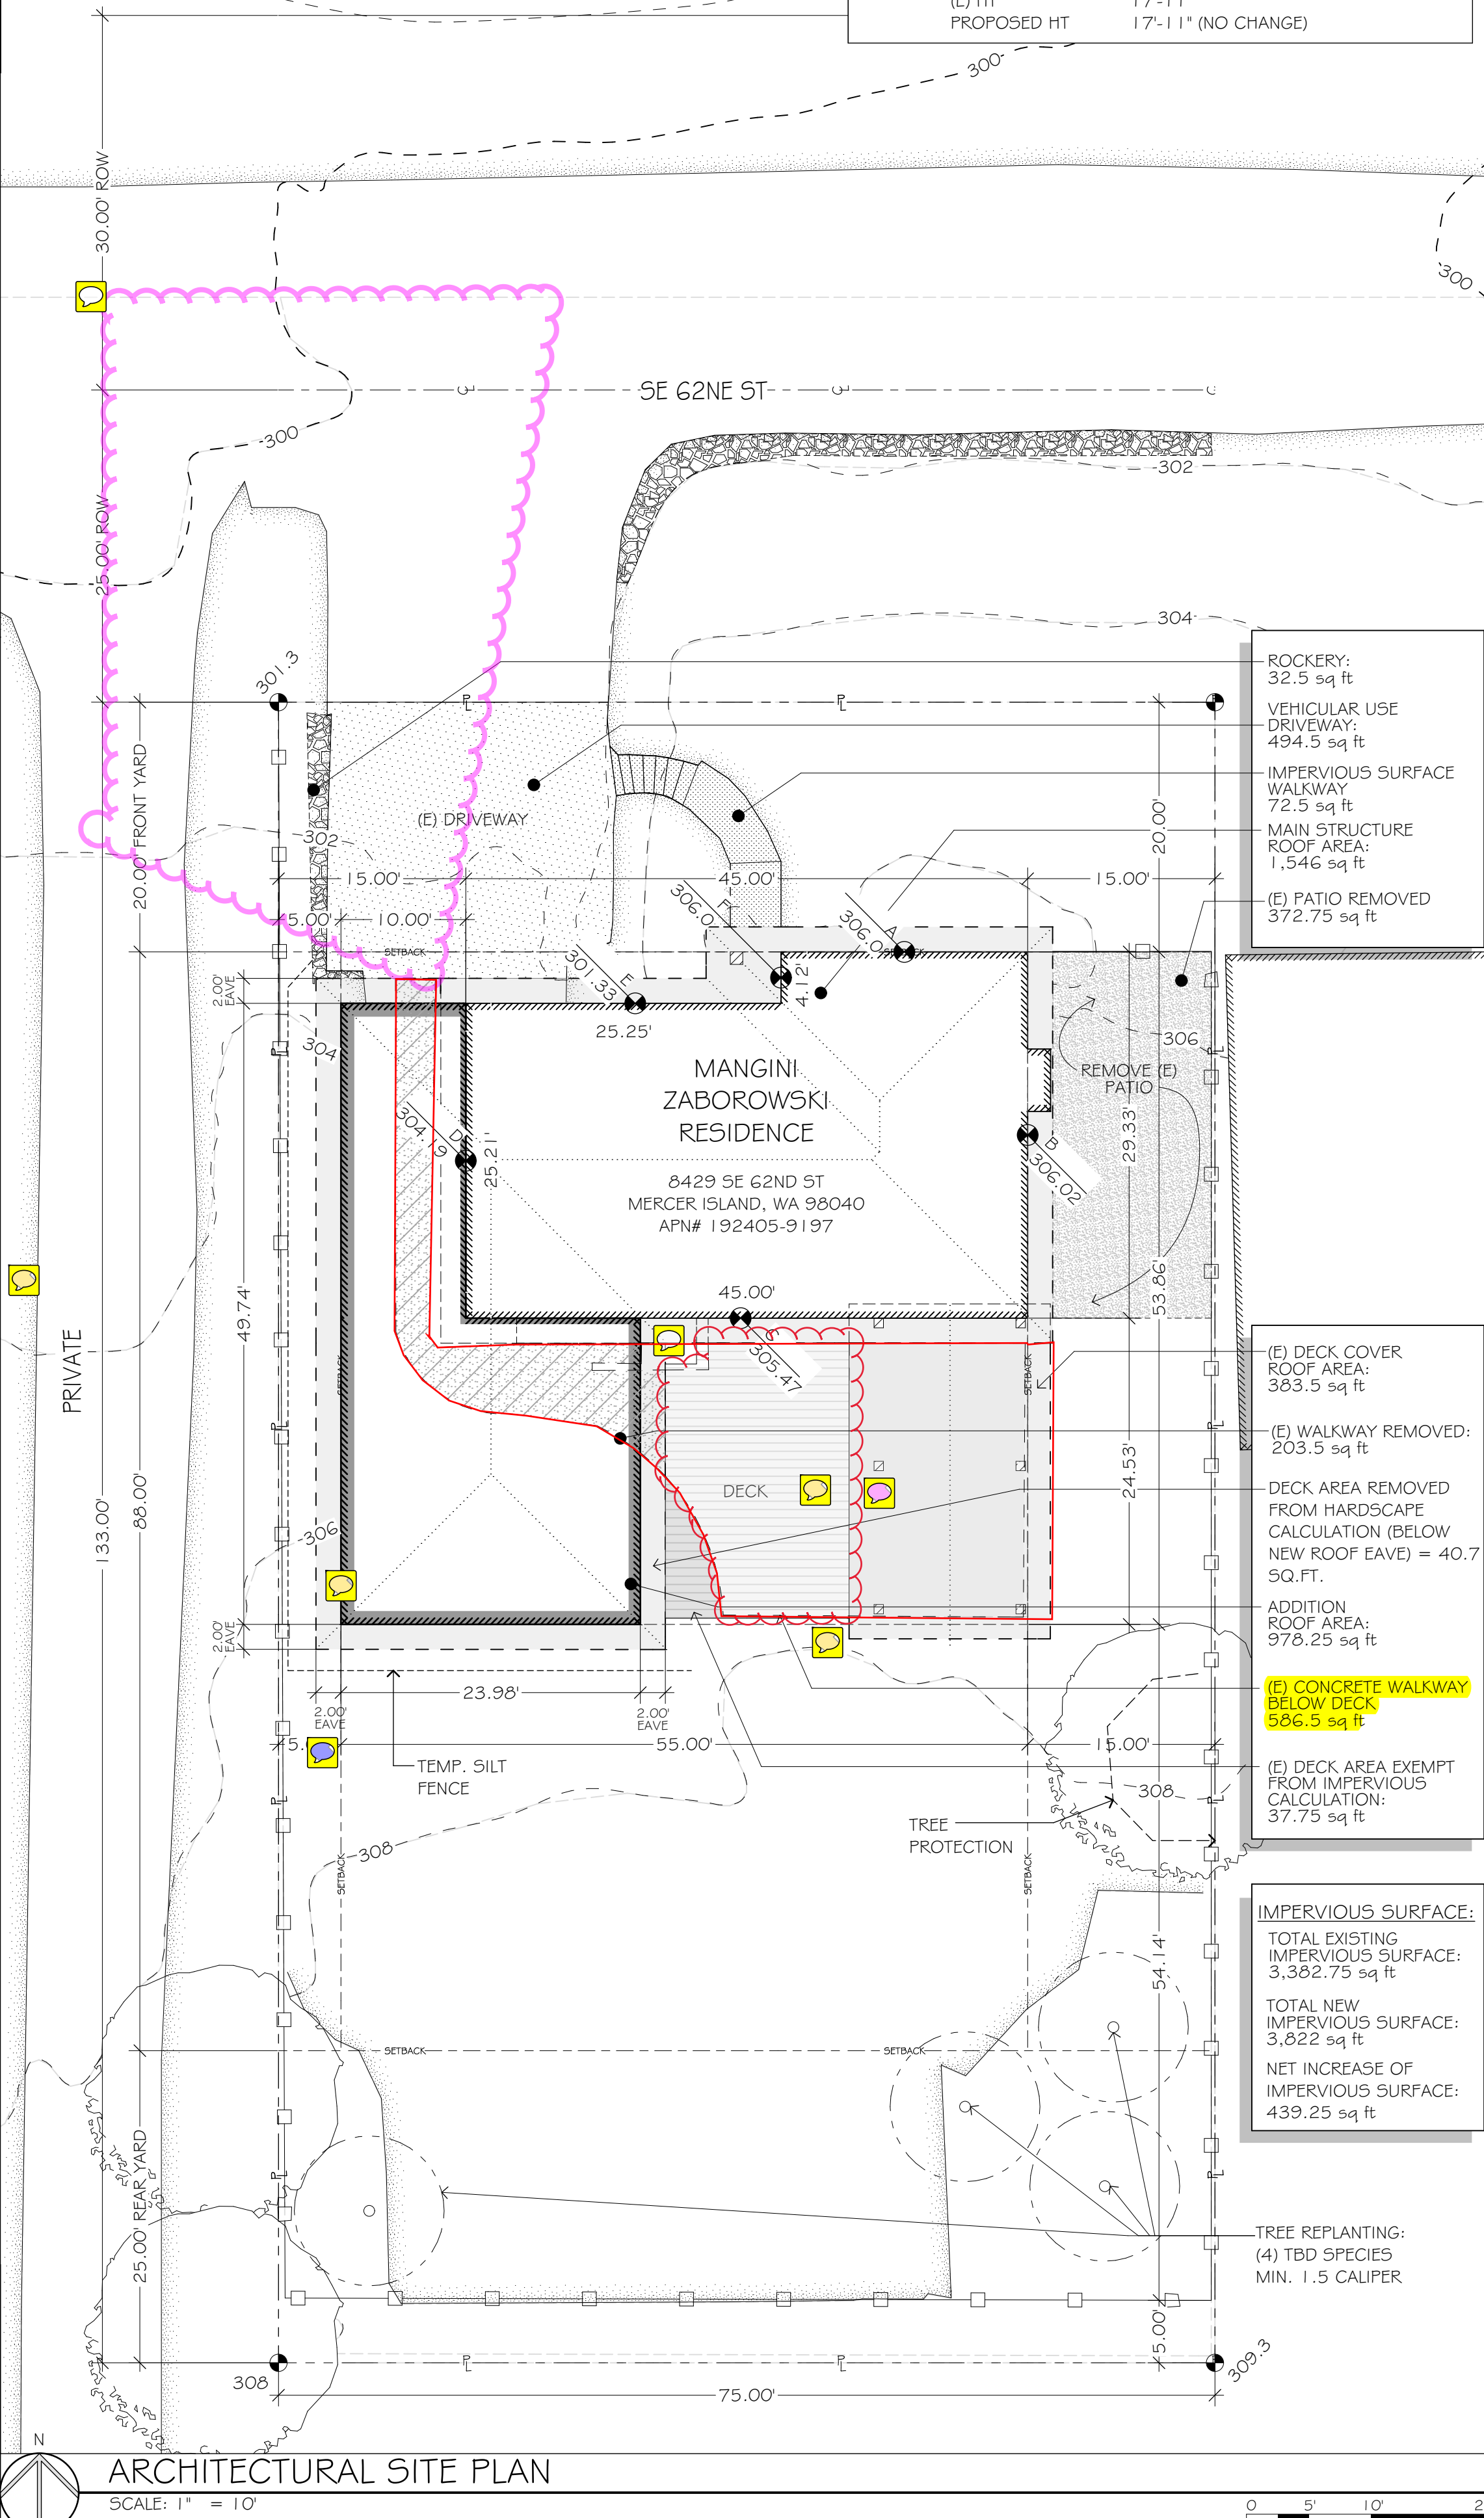 PROPOSED HT 17'-11" (NO CHANGE)
300
30.00' ROW
300
SE 62NE ST
300
302
25.00' ROW
304
301.3
ROCKERY:
32.5 sq ft
VEHICULAR USE
DRIVEWAY:
494.5 sq ft
IMPERVIOUS SURFACE
WALKWAY
72.5 sq ft
MAIN STRUCTURE
ROOF AREA:
1,546 sq ft
(E) PATIO REMOVED
372.75 sq ft
20.00' FRONT YARD
(E) DRIVEWAY
302
20.00'
15.00'
45.00'
15.00'
5.00'
10.00'
306.0
F
306.0
A
SETBACK
SETBACK
2.00'
EAVE
301.33
E
4.12'
25.25'
304
306
MANGINI
ZABOROWSKI
RESIDENCE
REMOVE (E)
PATIO
304.19
D
25.21'
29.33'
B
306.02
8429 SE 62ND ST
MERCER ISLAND, WA 98040
APN# 192405-9197
53.86'
49.74'
45.00'
C
305.47
PRIVATE
SETBACK
SETBACK
(E) DECK COVER
ROOF AREA:
383.5 sq ft
(E) WALKWAY REMOVED:
203.5 sq ft
DECK AREA REMOVED
FROM HARDSCAPE
CALCULATION (BELOW
NEW ROOF EAVE) = 40.7
SQ.FT.
ADDITION
ROOF AREA:
978.25 sq ft
(E) CONCRETE WALKWAY
BELOW DECK
586.5 sq ft
(E) DECK AREA EXEMPT
FROM IMPERVIOUS
CALCULATION:
37.75 sq ft
DECK
24.53'
133.00'
88.00'
306
2.00'
EAVE
23.98'
2.00'
EAVE
2.00'
EAVE
55.00'
15.00'
TEMP. SILT
FENCE
308
TREE
PROTECTION
308
SETBACK
SETBACK
IMPERVIOUS SURFACE:
TOTAL EXISTING
IMPERVIOUS SURFACE:
3,382.75 sq ft
TOTAL NEW
IMPERVIOUS SURFACE:
3,822 sq ft
NET INCREASE OF
IMPERVIOUS SURFACE:
439.25 sq ft
54.14'
SETBACK
SETBACK
25.00' REAR YARD
TREE REPLANTING:
(4) TBD SPECIES
MIN. 1.5 CALIPER
5.00'
308
309.3
75.00'
N
ARCHITECTURAL SITE PLAN
SCALE: 1" = 10'
0 5' 10'